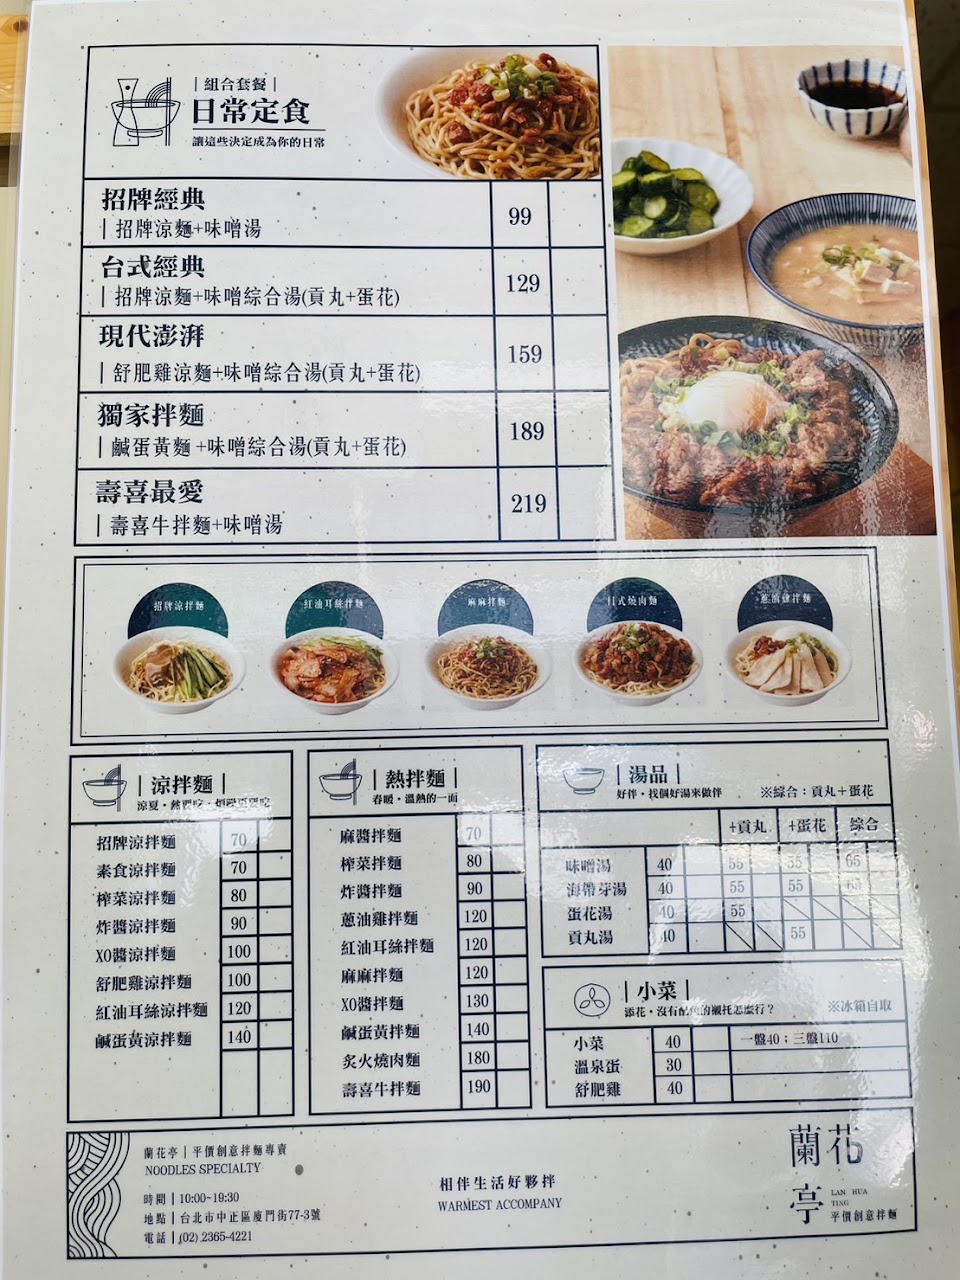 ｜組合套餐｜
日常定食
讓這些決定成為你的日常
招牌經典
｜招牌涼麵+味噌湯 99
台式經典
｜招牌涼麵+味噌綜合湯(貢丸+蛋花) 129
現代澎湃
｜舒肥雞涼麵+味噌綜合湯(貢丸+蛋花) 159
獨家拌麵
｜鹹蛋黃麵+味噌綜合湯(貢丸+蛋花) 189
壽喜最愛
｜壽喜牛拌麵+味噌湯 219
招牌涼拌麵 紅油耳絲拌麵 麻麻拌麵 日式燒肉麵 蔥油雞拌麵
｜涼拌麵｜
招牌涼拌麵 70
素食涼拌麵 70
榨菜涼拌麵 80
炸醬涼拌麵 90
XO醬涼拌麵 100
舒肥雞涼拌麵 100
紅油耳絲涼拌麵 120
鹹蛋黃涼拌麵 140
｜熱拌麵｜
春暖・溫熱的一面
麻醬拌麵 70
榨菜拌麵 80
炸醬拌麵 90
蔥油雞拌麵 120
紅油耳絲拌麵 120
麻麻拌麵 120
XO醬拌麵 130
鹹蛋黃拌麵 140
炙火燒肉麵 180
壽喜牛拌麵 190
｜湯品｜
好伴・找個好湯來做伴 ※綜合：貢丸＋蛋花
+貢丸 +蛋花 綜合
味噌湯 40 55 55 65
海帶芽湯 40 55 55 65
蛋花湯 40 55
貢丸湯 40 55
｜小菜｜
添花・沒有配角的襯托怎麼行？ ※冰箱自取
小菜 40 一盤40；三盤110
溫泉蛋 30
舒肥雞 40
蘭花亭｜平價創意拌麵專賣
NOODLES SPECIALTY
時間｜10:00~19:30
地點｜台北市中正區廈門街77-3號
電話｜(02) 2365-4221
相伴生活好夥拌
WARMEST ACCOMPANY
蘭花
亭
LAN HUA
TING
平價創意拌麵